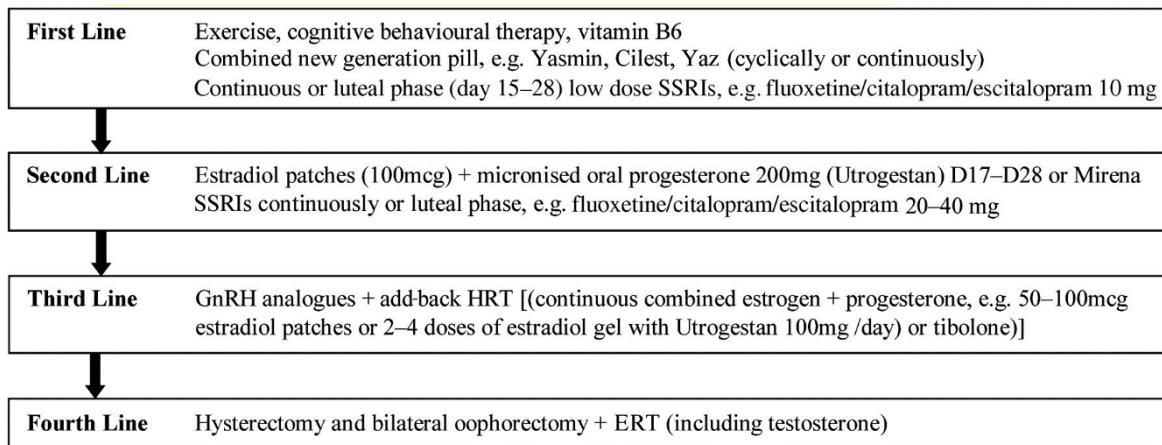 First Line Exercise, cognitive behavioural therapy, vitamin B6
Combined new generation pill, e.g. Yasmin, Cilest, Yaz (cyclically or continuously)
Continuous or luteal phase (day 15–28) low dose SSRIs, e.g. fluoxetine/citalopram/escitalopram 10 mg
Second Line Estradiol patches (100mcg) + micronised oral progesterone 200mg (Utrogestan) D17–D28 or Mirena
SSRIs continuously or luteal phase, e.g. fluoxetine/citalopram/escitalopram 20–40 mg
Third Line GnRH analogues + add-back HRT [(continuous combined estrogen + progesterone, e.g. 50–100mcg
estradiol patches or 2–4 doses of estradiol gel with Utrogestan 100mg /day) or tibolone)]
Fourth Line Hysterectomy and bilateral oophorectomy + ERT (including testosterone)